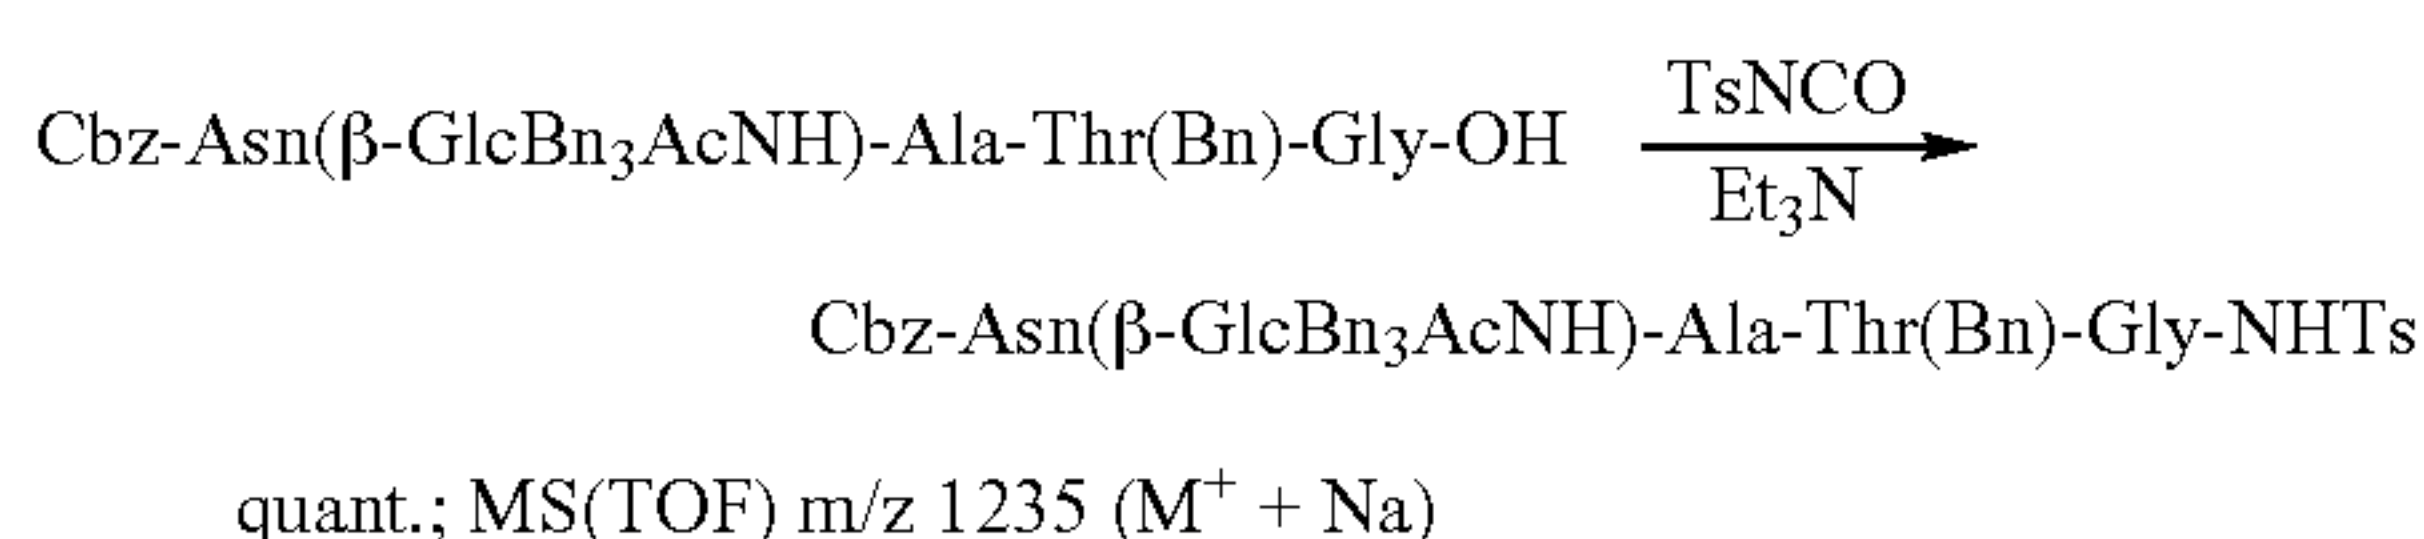 TsNCO
Cbz-Asn(β-GlcBn₃AcNH)-Ala-Thr(Bn)-Gly-OH
Et₃N
Cbz-Asn(β-GlcBn₃AcNH)-Ala-Thr(Bn)-Gly-NHTs
quant.; MS(TOF) m/z 1235 (M⁺ + Na)